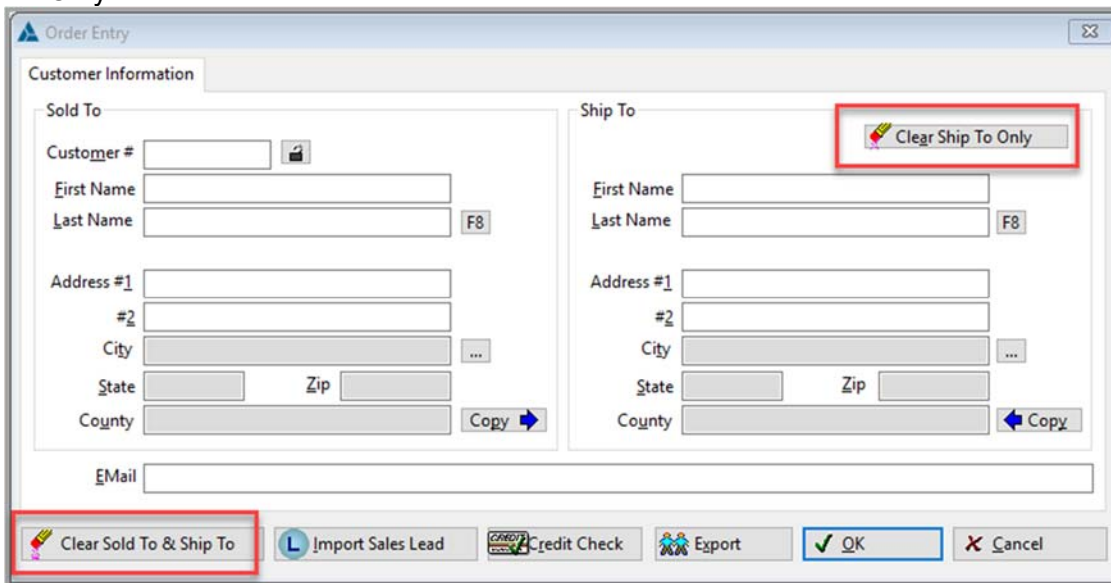 Order Entry
Customer Information
Sold To
Customer #
First Name
Last Name
F8
Address #1
#2
City
...
State
Zip
County
Copy
Ship To
Clear Ship To Only
First Name
Last Name
F8
Address #1
#2
City
...
State
Zip
County
Copy
EMail
Clear Sold To & Ship To
L Import Sales Lead
CREDIT Credit Check
Export
OK
Cancel